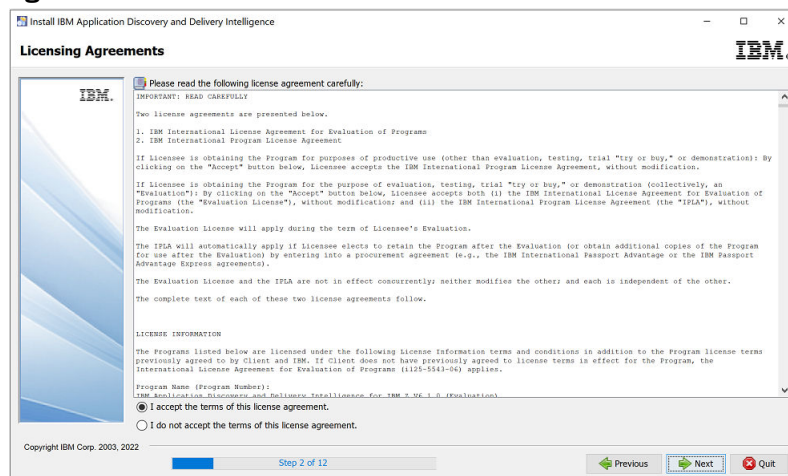 Install IBM Application Discovery and Delivery Intelligence
Licensing Agreements
IBM.
IBM.
Please read the following license agreement carefully:
IMPORTANT: READ CAREFULLY
Two license agreements are presented below.
1. IBM International License Agreement for Evaluation of Programs
2. IBM International Program License Agreement
If Licensee is obtaining the Program for purposes of productive use (other than evaluation, testing, trial "try or buy," or demonstration): By
clicking on the "Accept" button below, Licensee accepts the IBM International Program License Agreement, without modification.
If Licensee is obtaining the Program for the purpose of evaluation, testing, trial "try or buy," or demonstration (collectively, an
"Evaluation"): By clicking on the "Accept" button below, Licensee accepts both (i) the IBM International License Agreement for Evaluation of
Programs (the "Evaluation License"), without modification; and (ii) the IBM International Program License Agreement (the "IPLA"), without
modification.
The Evaluation License will apply during the term of Licensee's Evaluation.
The IPLA will automatically apply if Licensee elects to retain the Program after the Evaluation (or obtain additional copies of the Program
for use after the Evaluation) by entering into a procurement agreement (e.g., the IBM International Passport Advantage or the IBM Passport
Advantage Express agreements).
The Evaluation License and the IPLA are not in effect concurrently; neither modifies the other; and each is independent of the other.
The complete text of each of these two license agreements follow.
LICENSE INFORMATION
The Programs listed below are licensed under the following License Information terms and conditions in addition to the Program license terms
previously agreed to by Client and IBM. If Client does not have previously agreed to license terms in effect for the Program, the
International License Agreement for Evaluation of Programs (i125-5543-06) applies.
Program Name (Program Number):
IBM Application Discovery and Delivery Intelligence for IBM Z V6.1.0 (Evaluation)
I accept the terms of this license agreement.
I do not accept the terms of this license agreement.
Copyright IBM Corp. 2003, 2022
Step 2 of 12
Previous
Next
Quit